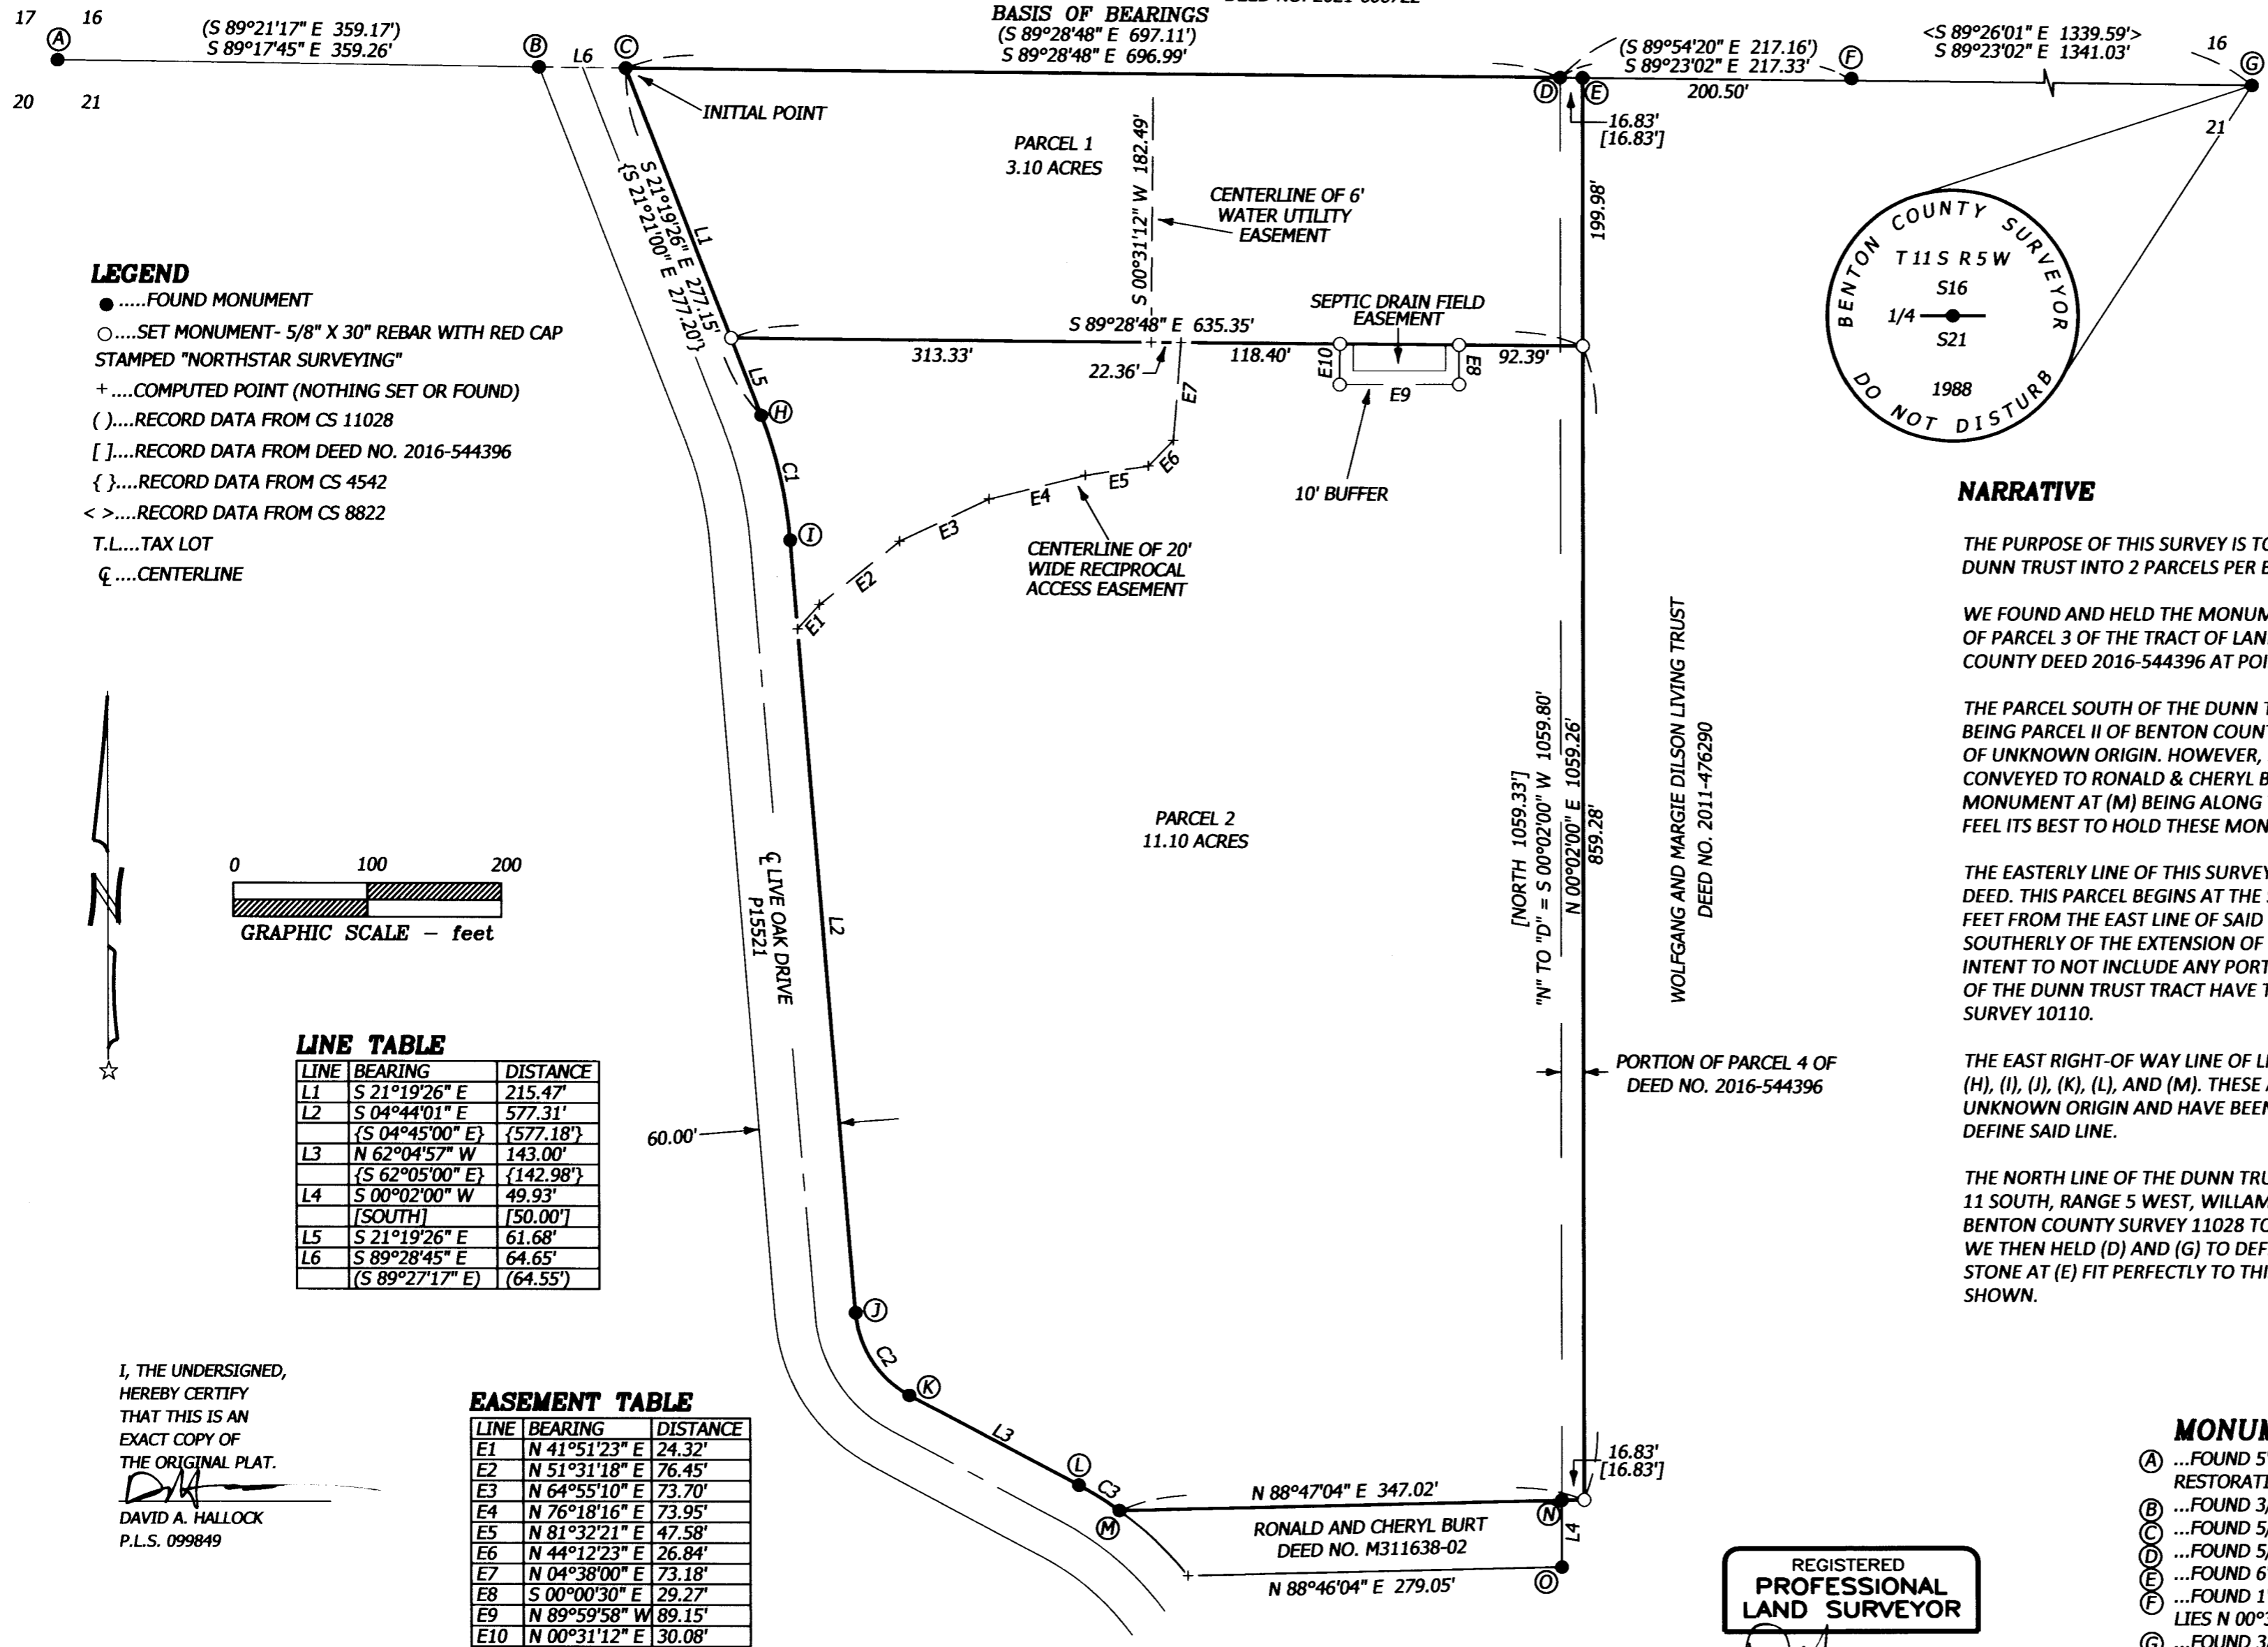 17 16
20 21
(S 89°21'17" E 359.17')
S 89°17'45" E 359.26'
A
B
L6
C
BASIS OF BEARINGS
(S 89°28'48" E 697.11')
S 89°28'48" E 696.99'
INITIAL POINT
D
E
(S 89°54'20" E 217.16')
S 89°23'02" E 217.33'
200.50'
F
<S 89°26'01" E 1339.59'>
S 89°23'02" E 1341.03'
16
G
21
16.83'
[16.83']
PARCEL 1
3.10 ACRES
S 00°31'12" W 182.49'
CENTERLINE OF 6'
WATER UTILITY
EASEMENT
199.98'
L1
S 21°19'26" E 277.15'
{S 21°21'00" E 277.20'}
BENTON COUNTY SURVEYOR
T 11 S R 5 W
S16
1/4
S21
1988
DO NOT DISTURB
LEGEND
● .....FOUND MONUMENT
○....SET MONUMENT- 5/8" X 30" REBAR WITH RED CAP
STAMPED "NORTHSTAR SURVEYING"
+ ....COMPUTED POINT (NOTHING SET OR FOUND)
( )....RECORD DATA FROM CS 11028
[ ]....RECORD DATA FROM DEED NO. 2016-544396
{ }....RECORD DATA FROM CS 4542
< >....RECORD DATA FROM CS 8822
T.L....TAX LOT
℄ ....CENTERLINE
SEPTIC DRAIN FIELD
EASEMENT
S 89°28'48" E 635.35'
313.33'
22.36'
118.40'
92.39'
E10
E9
E8
E7
L5
H
C1
I
10' BUFFER
E6
E5
E4
E3
E2
E1
CENTERLINE OF 20'
WIDE RECIPROCAL
ACCESS EASEMENT
NARRATIVE
THE PURPOSE OF THIS SURVEY IS TO
DUNN TRUST INTO 2 PARCELS PER
WE FOUND AND HELD THE
OF PARCEL 3 OF THE TRACT OF
COUNTY DEED 2016-544396 AT
THE PARCEL SOUTH OF THE DUNN
BEING PARCEL II OF BENTON
OF UNKNOWN ORIGIN. HOWEVER,
CONVEYED TO RONALD & CHERYL
MONUMENT AT (M) BEING ALONG
FEEL ITS BEST TO HOLD THESE
THE EASTERLY LINE OF THIS
DEED. THIS PARCEL BEGINS AT THE
FEET FROM THE EAST LINE OF SAID
SOUTHERLY OF THE EXTENSION OF
INTENT TO NOT INCLUDE ANY
OF THE DUNN TRUST TRACT HAVE
SURVEY 10110.
THE EAST RIGHT-OF WAY LINE OF
(H), (I), (J), (K), (L), AND (M). THESE
UNKNOWN ORIGIN AND HAVE
DEFINE SAID LINE.
THE NORTH LINE OF THE DUNN
11 SOUTH, RANGE 5 WEST,
BENTON COUNTY SURVEY 11028 TO
WE THEN HELD (D) AND (G) TO
STONE AT (E) FIT PERFECTLY TO
SHOWN.
PARCEL 2
11.10 ACRES
[NORTH 1059.33']
"N" TO "D" = S 00°02'00" W 1059.80'
N 00°02'00" E 1059.26'
859.28'
WOLFGANG AND MARGIE DILSON LIVING TRUST
DEED NO. 2011-476290
PORTION OF PARCEL 4 OF
DEED NO. 2016-544396
N
0 100 200
GRAPHIC SCALE – feet
℄ LIVE OAK DRIVE
P15521
L2
60.00'
LINE TABLE
LINE BEARING DISTANCE
L1 S 21°19'26" E 215.47'
L2 S 04°44'01" E 577.31'
{S 04°45'00" E} {577.18'}
L3 N 62°04'57" W 143.00'
{S 62°05'00" E} {142.98'}
L4 S 00°02'00" W 49.93'
[SOUTH] [50.00']
L5 S 21°19'26" E 61.68'
L6 S 89°28'45" E 64.65'
(S 89°27'17" E) (64.55')
J
C2
K
L3
L
C3
M
N 88°47'04" E 347.02'
RONALD AND CHERYL BURT
DEED NO. M311638-02
N 88°46'04" E 279.05'
N
L4
O
16.83'
[16.83']
I, THE UNDERSIGNED,
HEREBY CERTIFY
THAT THIS IS AN
EXACT COPY OF
THE ORIGINAL PLAT.
DAVID A. HALLOCK
P.L.S. 099849
EASEMENT TABLE
LINE BEARING DISTANCE
E1 N 41°51'23" E 24.32'
E2 N 51°31'18" E 76.45'
E3 N 64°55'10" E 73.70'
E4 N 76°18'16" E 73.95'
E5 N 81°32'21" E 47.58'
E6 N 44°12'23" E 26.84'
E7 N 04°38'00" E 73.18'
E8 S 00°00'30" E 29.27'
E9 N 89°59'58" W 89.15'
E10 N 00°31'12" E 30.08'
REGISTERED
PROFESSIONAL
LAND SURVEYOR
A ...FOUND
B ...FOUND
C ...FOUND
D ...FOUND
E ...FOUND
F ...FOUND
LIES N
G ...FOUND